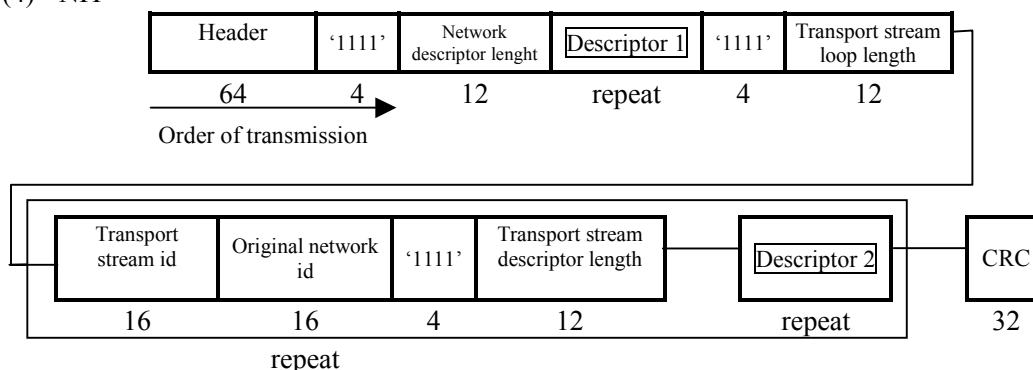 (4) NIT
Header
'1111'
Network
descriptor lenght
Descriptor 1
'1111'
Transport stream
loop length
64
4
12
repeat
4
12
Order of transmission
Transport
stream id
Original network
id
'1111'
Transport stream
descriptor length
Descriptor 2
CRC
16
16
4
12
repeat
32
repeat